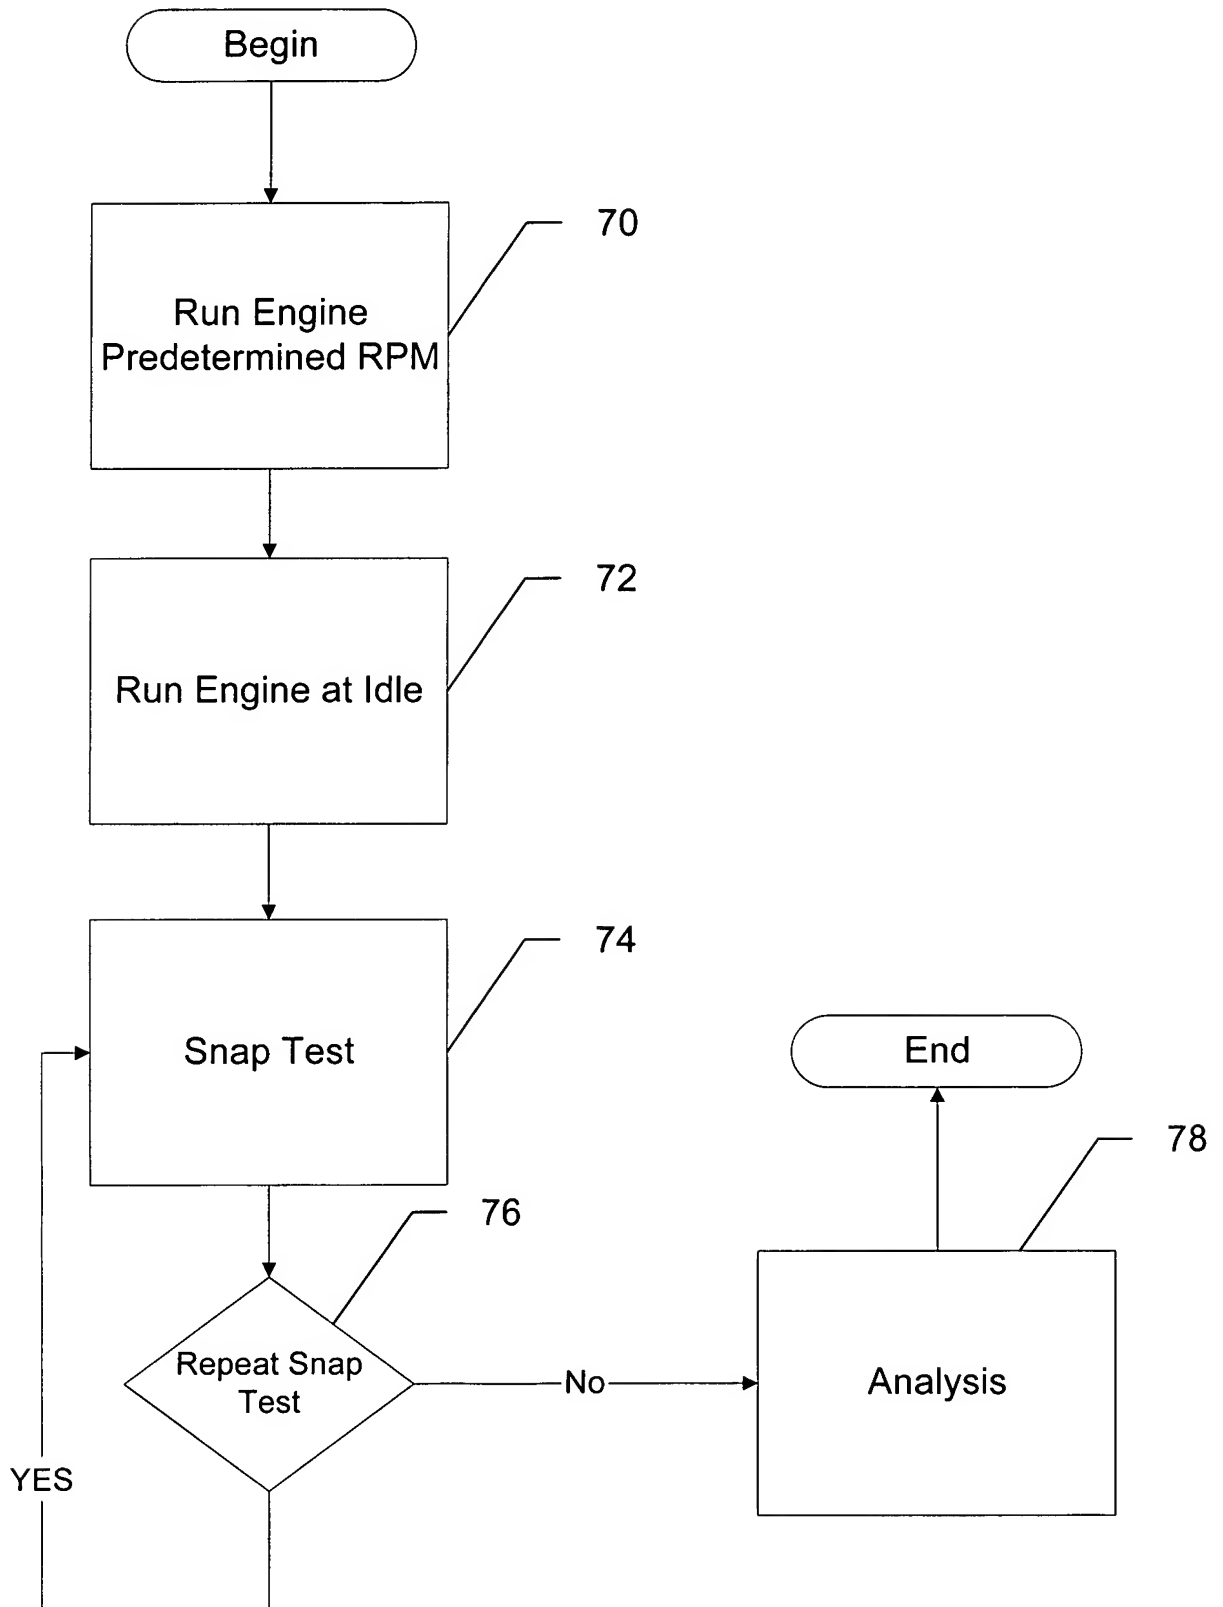 Begin
70
Run Engine
Predetermined RPM
72
Run Engine at Idle
74
Snap Test
End
78
76
Repeat Snap
Test
No
Analysis
YES